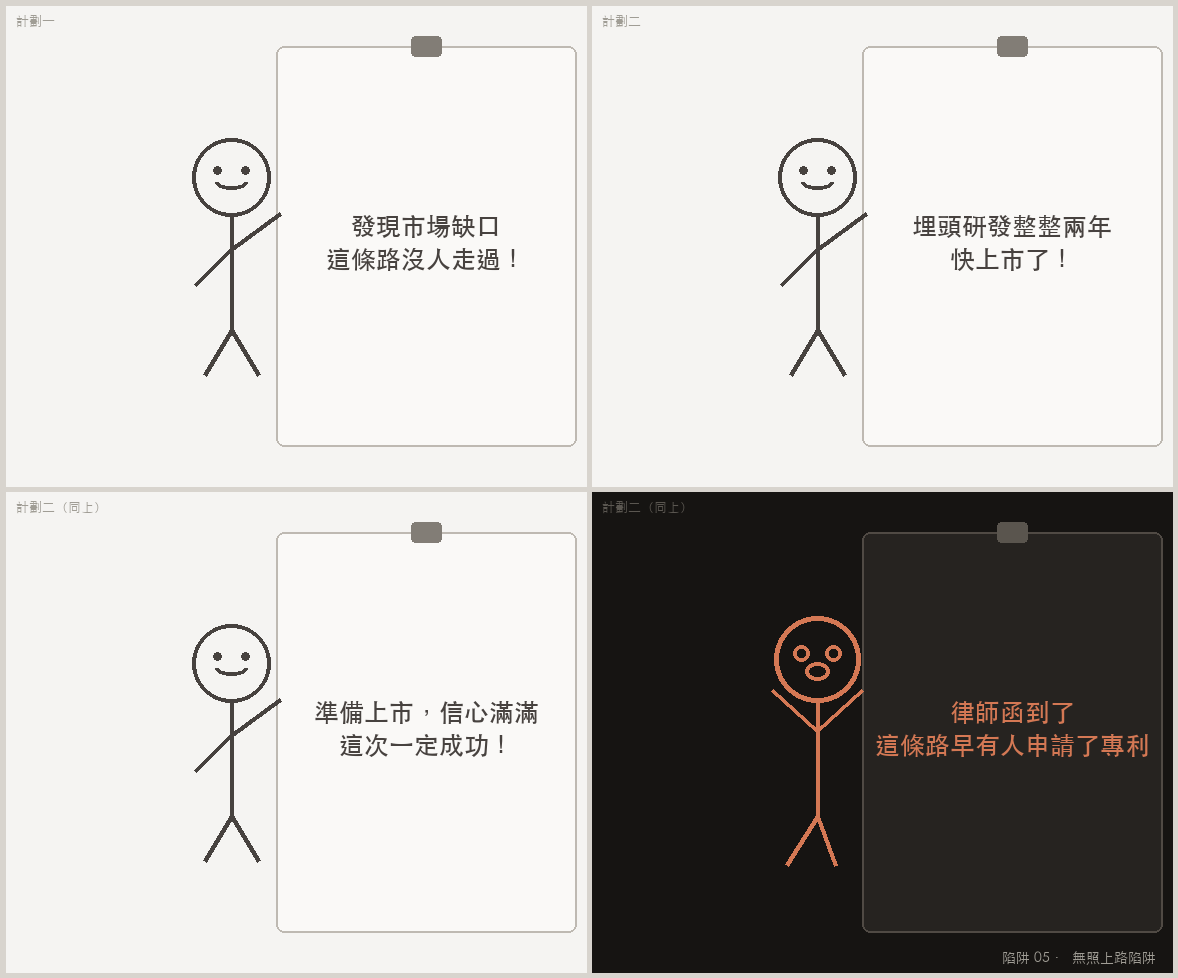 計劃一
發現市場缺口
這條路沒人走過！
計劃二
埋頭研發整整兩年
快上市了！
計劃二（同上）
準備上市，信心滿滿
這次一定成功！
計劃二（同上）
律師函到了
這條路早有人申請了專利
陷阱 05 · 無照上路陷阱